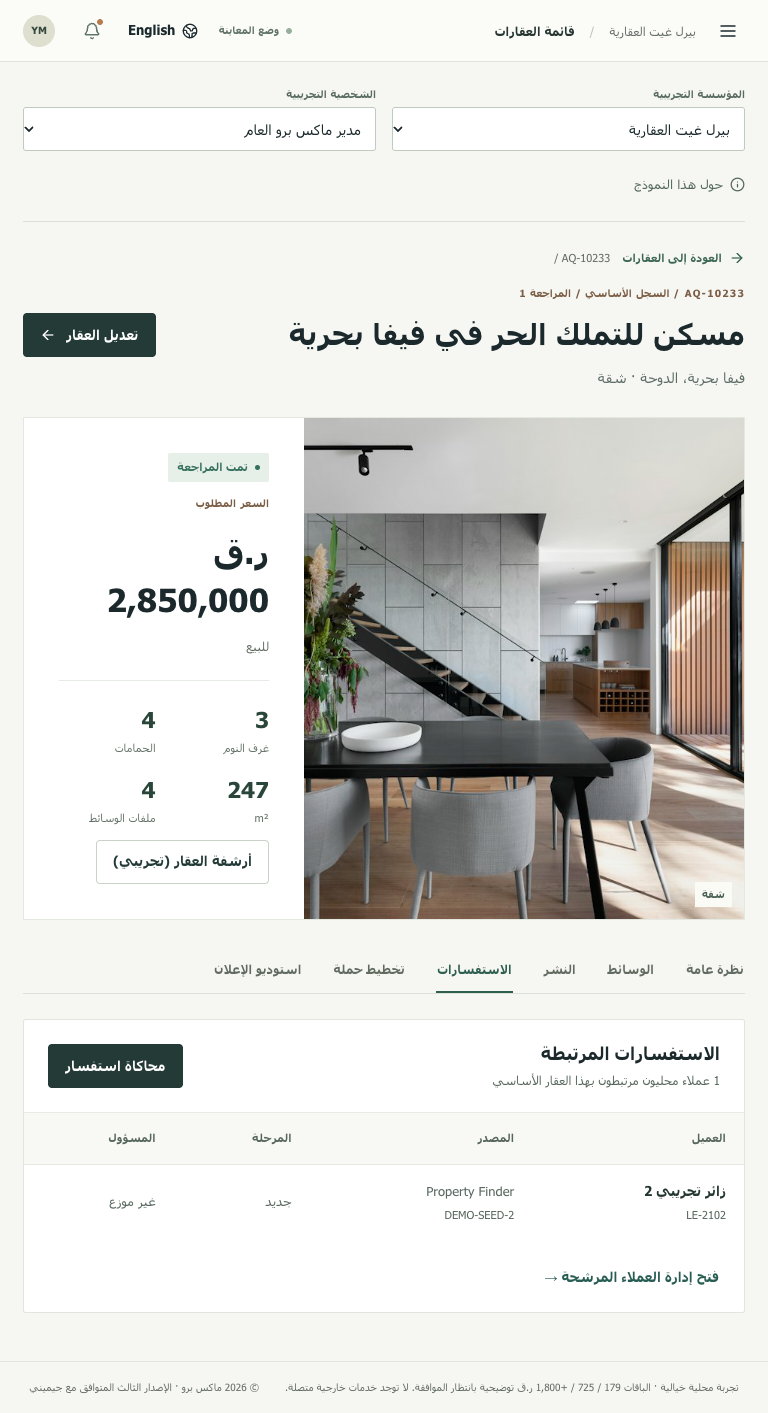 بيرل غيت العقارية / قائمة العقارات
وضع المعاينة
English
YM
المؤسسة التجريبية
بيرل غيت العقارية
الشخصية التجريبية
مدير ماكس برو العام
حول هذا النموذج
العودة إلى العقارات
AQ-10233 /
AQ-10233 / السجل الأساسي / المراجعة 1
مسكن للتملك الحر في فيفا بحرية
تعديل العقار ←
فيفا بحرية، الدوحة · شقة
شقة
تمت المراجعة
السعر المطلوب
ر.ق
2,850,000
للبيع
3
غرف النوم
4
الحمامات
247
m²
4
ملفات الوسائط
أرشفة العقار (تجريبي)
نظرة عامة
الوسائط
النشر
الاستفسارات
تخطيط حملة
استوديو الإعلان
الاستفسارات المرتبطة
1 عملاء محليون مرتبطون بهذا العقار الأساسي
محاكاة استفسار
العميل
المصدر
المرحلة
المسؤول
زائر تجريبي 2
LE-2102
Property Finder
DEMO-SEED-2
جديد
غير موزع
فتح إدارة العملاء المرشحة →
تجربة محلية خيالية · الباقات 179 / 725 / +1,800 ر.ق توضيحية بانتظار الموافقة. لا توجد خدمات خارجية متصلة.
© 2026 ماكس برو · الإصدار الثالث المتوافق مع جيميني